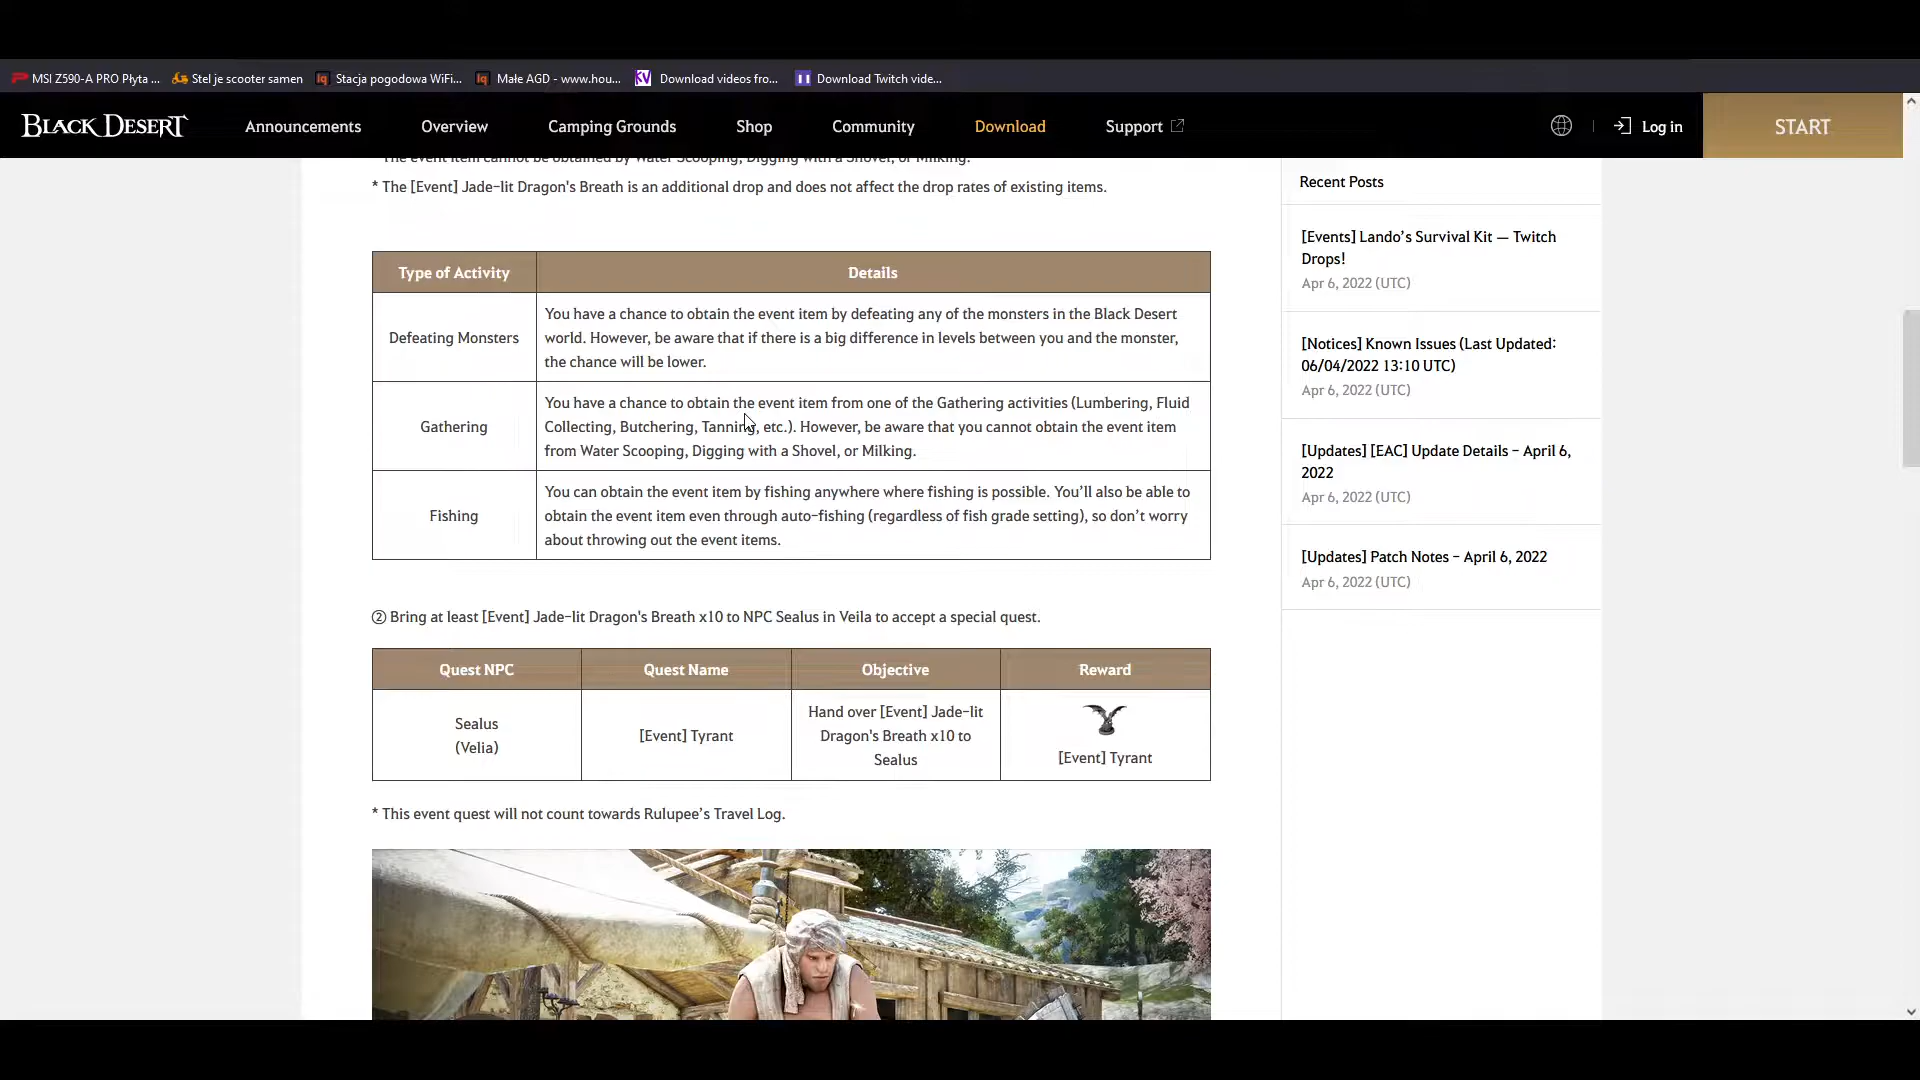 MSI Z590-A PRO Płyta ... Stel je scooter samen Stacja pogodowa WiFi... Małe AGD - www.hou... Download videos fro... Download Twitch vide...
BLACK DESERT Announcements Overview Camping Grounds Shop Community Download Support Log in START
The event item cannot be obtained by Water Scooping, Digging with a Shovel, or Milking.
* The [Event] Jade-lit Dragon's Breath is an additional drop and does not affect the drop rates of existing items.
Type of Activity Details
Defeating Monsters
You have a chance to obtain the event item by defeating any of the monsters in the Black Desert
world. However, be aware that if there is a big difference in levels between you and the monster,
the chance will be lower.
Gathering
You have a chance to obtain the event item from one of the Gathering activities (Lumbering, Fluid
Collecting, Butchering, Tanning, etc.). However, be aware that you cannot obtain the event item
from Water Scooping, Digging with a Shovel, or Milking.
Fishing
You can obtain the event item by fishing anywhere where fishing is possible. You’ll also be able to
obtain the event item even through auto-fishing (regardless of fish grade setting), so don’t worry
about throwing out the event items.
② Bring at least [Event] Jade-lit Dragon's Breath x10 to NPC Sealus in Veila to accept a special quest.
Quest NPC Quest Name Objective Reward
Sealus
(Velia)
[Event] Tyrant
Hand over [Event] Jade-lit
Dragon's Breath x10 to
Sealus
[Event] Tyrant
* This event quest will not count towards Rulupee’s Travel Log.
Recent Posts
[Events] Lando’s Survival Kit — Twitch
Drops!
Apr 6, 2022 (UTC)
[Notices] Known Issues (Last Updated:
06/04/2022 13:10 UTC)
Apr 6, 2022 (UTC)
[Updates] [EAC] Update Details – April 6,
2022
Apr 6, 2022 (UTC)
[Updates] Patch Notes – April 6, 2022
Apr 6, 2022 (UTC)